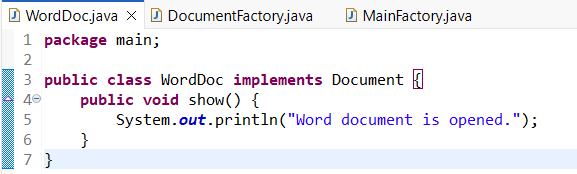 WordDoc.java DocumentFactory.java MainFactory.java
1 package main;
2
3 public class WordDoc implements Document {
4 public void show() {
5 System.out.println("Word document is opened.");
6 }
7 }